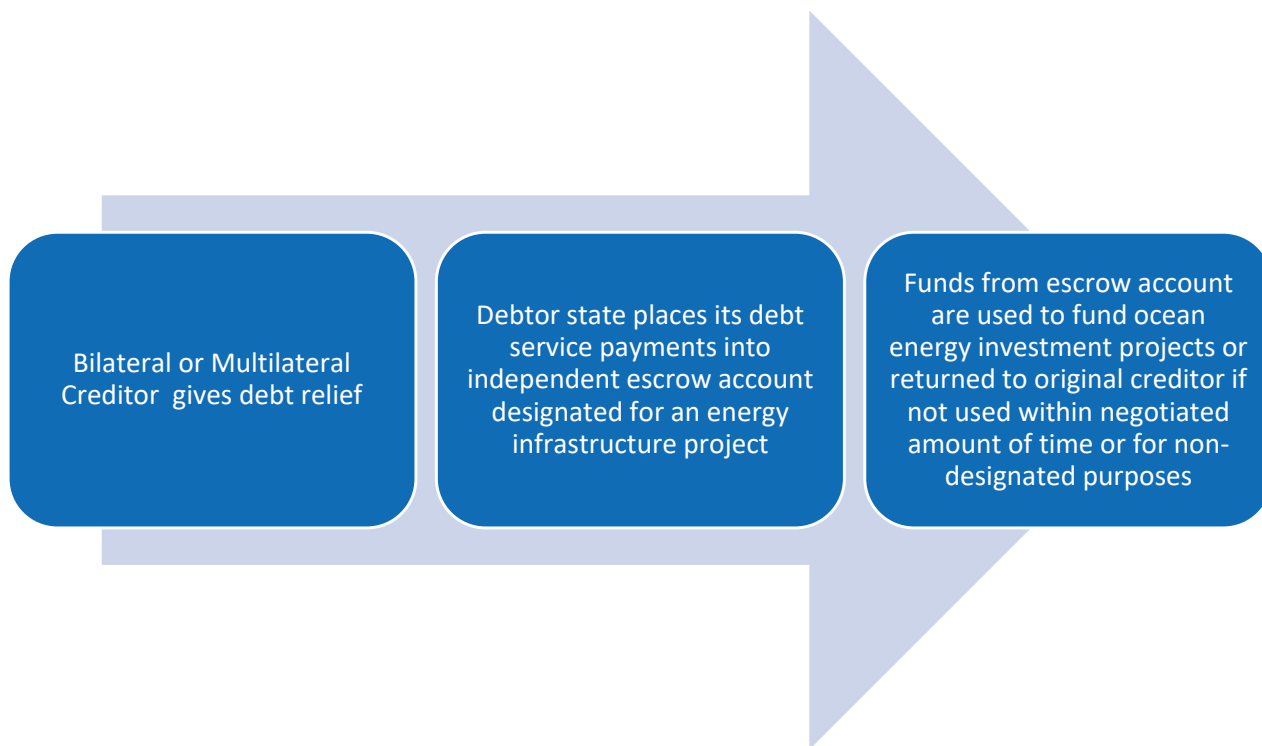 Bilateral or Multilateral
Creditor  gives debt relief
Debtor state places its debt
service payments into
independent escrow account
designated for an energy
infrastructure project
Funds from escrow account
are used to fund ocean
energy investment projects or
returned to original creditor if
not used within negotiated
amount of time or for non-
designated purposes